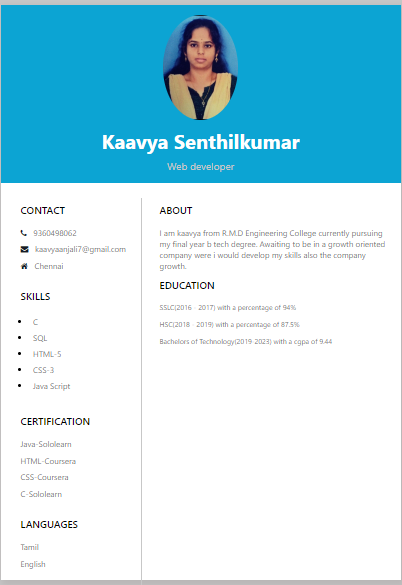 Kaavya Senthilkumar
Web developer
CONTACT
9360498062
kaavyaanjali7@gmail.com
Chennai
SKILLS
C
SQL
HTML-5
CSS-3
Java Script
CERTIFICATION
Java-Sololearn
HTML-Coursera
CSS-Coursera
C-Sololearn
LANGUAGES
Tamil
English
ABOUT
I am kaavya from R.M.D Engineering College currently pursuing
my final year b tech degree. Awaiting to be in a growth oriented
company were i would develop my skills also the company
growth.
EDUCATION
SSLC(2016 - 2017) with a percentage of 94%
HSC(2018 - 2019) with a percentage of 87.5%
Bachelors of Technology(2019-2023) with a cgpa of 9.44